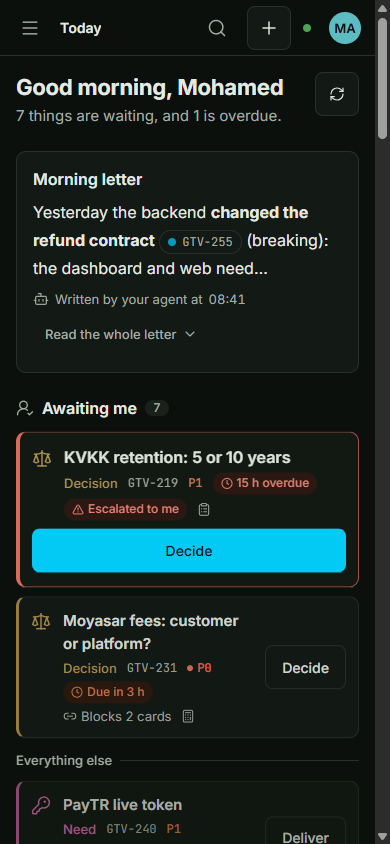 Today
MA
Good morning, Mohamed
7 things are waiting, and 1 is overdue.
Morning letter
Yesterday the backend changed the
refund contract GTV-255 (breaking):
the dashboard and web need...
Written by your agent at 08:41
Read the whole letter
Awaiting me 7
KVKK retention: 5 or 10 years
Decision GTV-219 P1 15 h overdue
Escalated to me
Decide
Moyasar fees: customer
or platform?
Decision GTV-231 P0
Due in 3 h
Blocks 2 cards
Decide
Everything else
PayTR live token
Need GTV-240 P1
Deliver